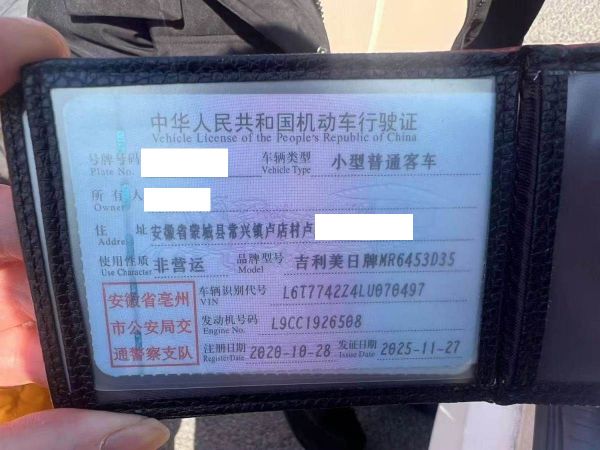 中华人民共和国机动车行驶证
Vehicle License of the People's Republic of China
号牌号码 车辆类型 小型普通客车
Plate No. Vehicle Type
所有人
Owner
住址 安徽省蒙城县常兴镇卢店村卢
Address
使用性质 非营运 品牌型号 吉利美日牌MR6453D35
Use Character Model
安徽省亳州
市公安局交
通警察支队
车辆识别代号 L6T7742Z4LU070497
VIN
发动机号码 L9CC1926508
Engine No.
注册日期 2020-10-28 发证日期 2025-11-27
Register Date Issue Date